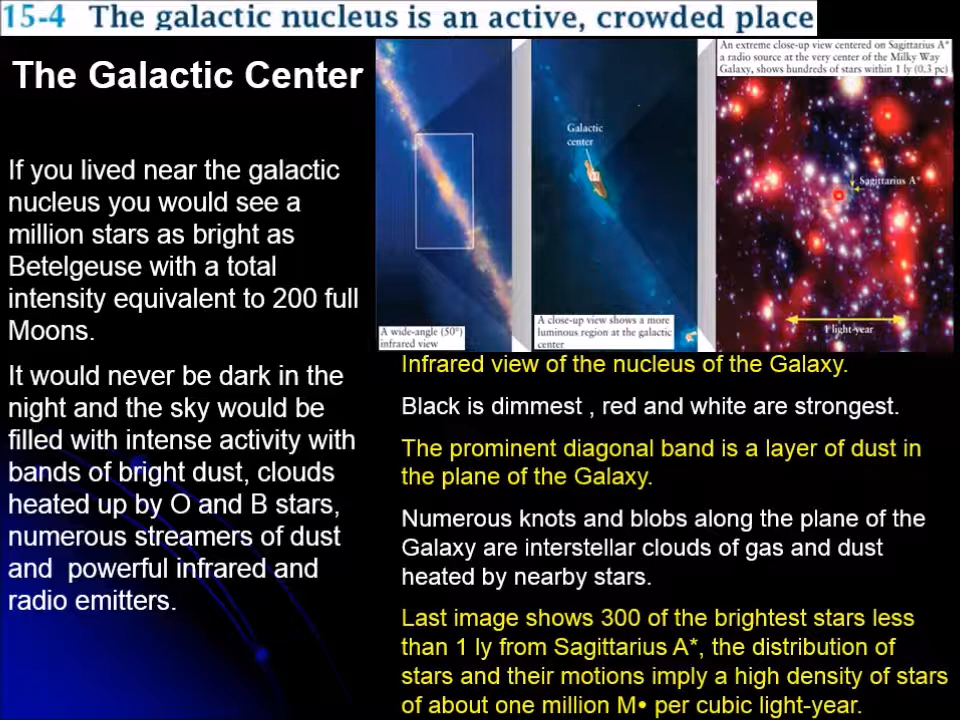 15-4 The galactic nucleus is an active, crowded place
The Galactic Center
If you lived near the galactic
nucleus you would see a
million stars as bright as
Betelgeuse with a total
intensity equivalent to 200 full
Moons.
It would never be dark in the
night and the sky would be
filled with intense activity with
bands of bright dust, clouds
heated up by O and B stars,
numerous streamers of dust
and powerful infrared and
radio emitters.
A wide-angle (50°)
infrared view
Galactic
center
A close-up view shows a more
luminous region at the galactic
center
An extreme close-up view centered on Sagittarius A*
a radio source at the very center of the Milky Way
Galaxy, shows hundreds of stars within 1 ly (0.3 pc)
Sagittarius A*
1 light-year
Infrared view of the nucleus of the Galaxy.
Black is dimmest , red and white are strongest.
The prominent diagonal band is a layer of dust in
the plane of the Galaxy.
Numerous knots and blobs along the plane of the
Galaxy are interstellar clouds of gas and dust
heated by nearby stars.
Last image shows 300 of the brightest stars less
than 1 ly from Sagittarius A*, the distribution of
stars and their motions imply a high density of stars
of about one million M• per cubic light-year.